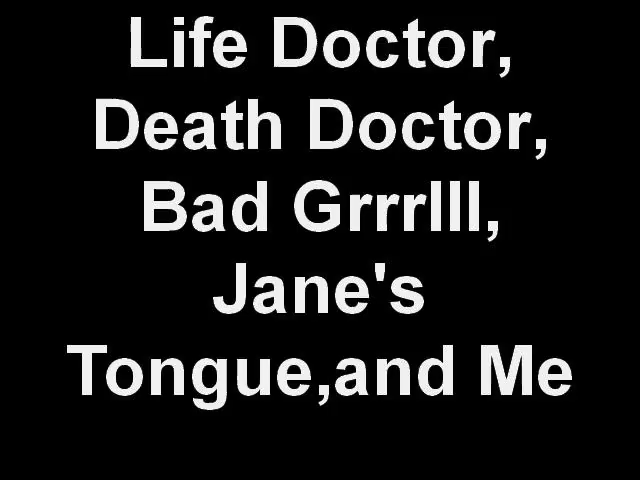 Life Doctor,
Death Doctor,
Bad Grrrlll,
Jane's
Tongue,and Me